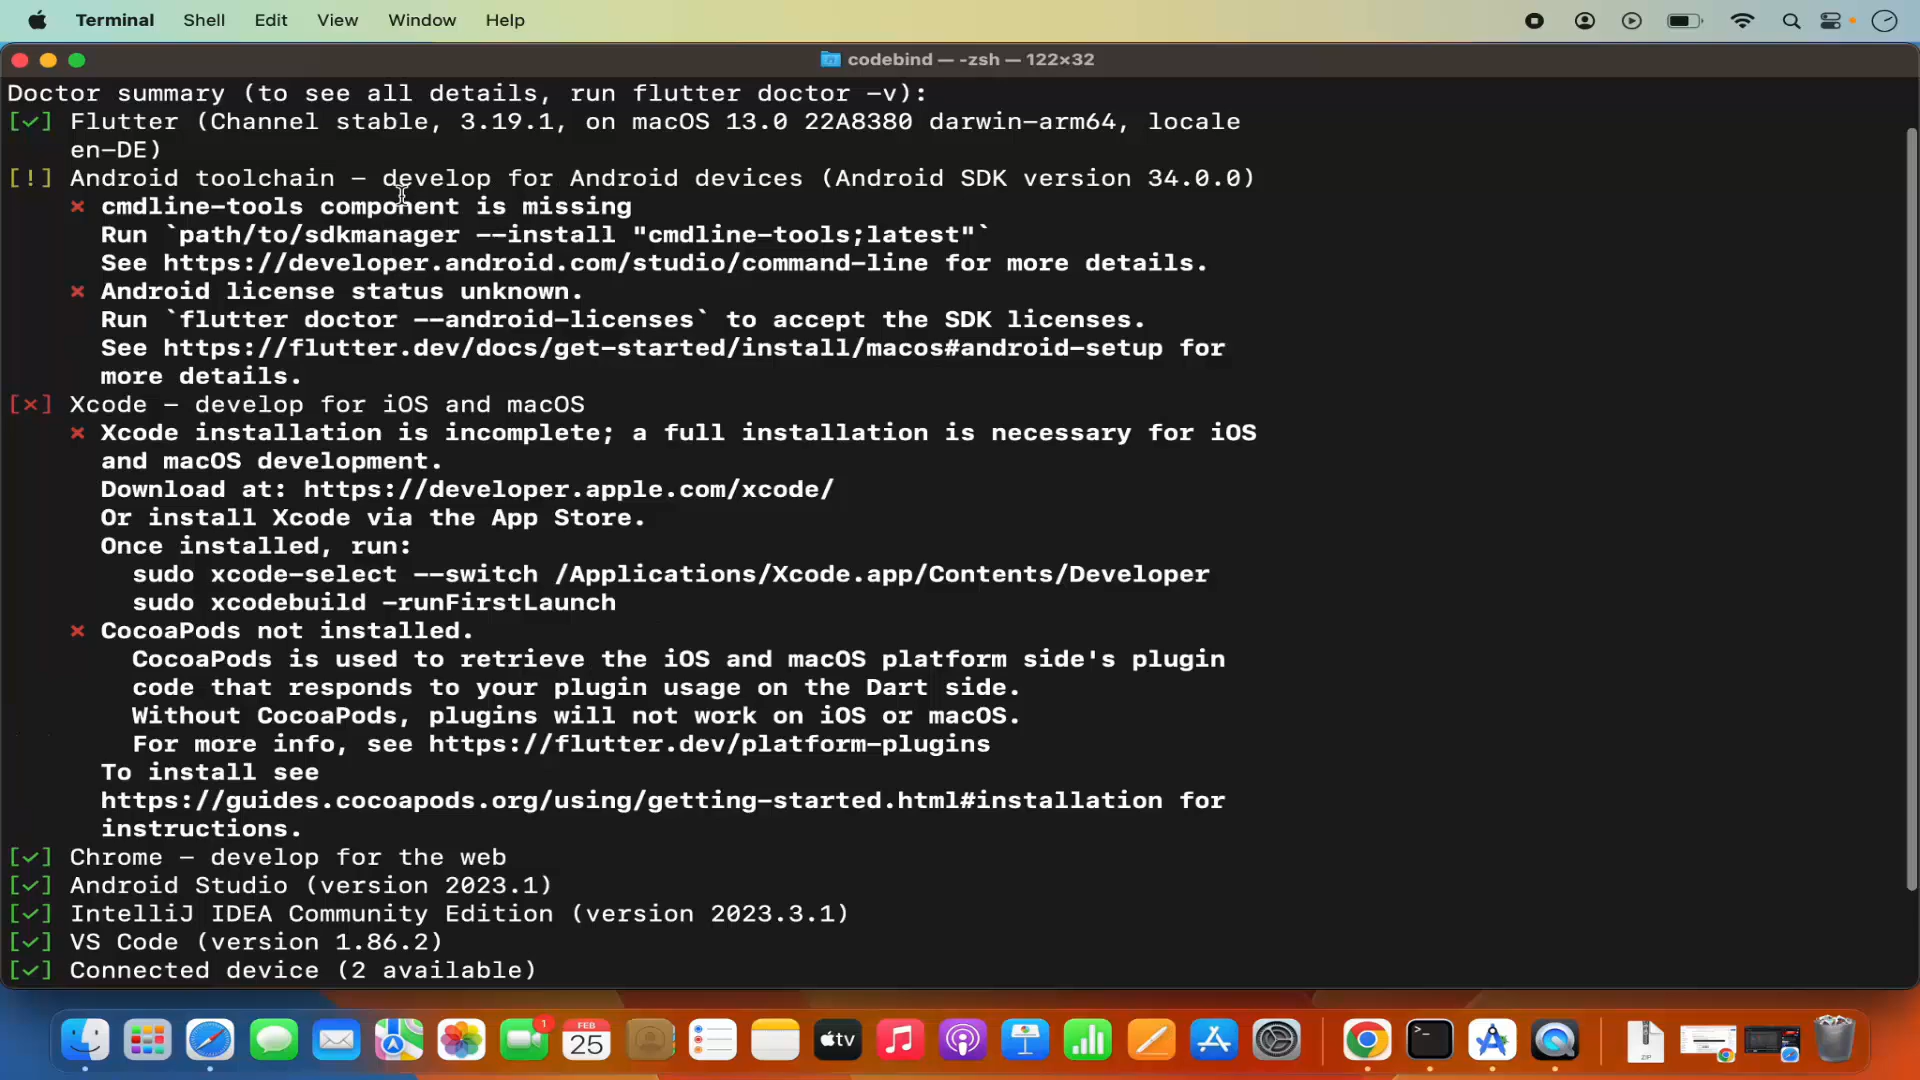 Terminal Shell Edit View Window Help
codebind — -zsh — 122×32
Doctor summary (to see all details, run flutter doctor -v):
[✓] Flutter (Channel stable, 3.19.1, on macOS 13.0 22A8380 darwin-arm64, locale
en-DE)
[!] Android toolchain - develop for Android devices (Android SDK version 34.0.0)
✗ cmdline-tools component is missing
Run `path/to/sdkmanager --install "cmdline-tools;latest"`
See https://developer.android.com/studio/command-line for more details.
✗ Android license status unknown.
Run `flutter doctor --android-licenses` to accept the SDK licenses.
See https://flutter.dev/docs/get-started/install/macos#android-setup for
more details.
[✗] Xcode - develop for iOS and macOS
✗ Xcode installation is incomplete; a full installation is necessary for iOS
and macOS development.
Download at: https://developer.apple.com/xcode/
Or install Xcode via the App Store.
Once installed, run:
sudo xcode-select --switch /Applications/Xcode.app/Contents/Developer
sudo xcodebuild -runFirstLaunch
✗ CocoaPods not installed.
CocoaPods is used to retrieve the iOS and macOS platform side's plugin
code that responds to your plugin usage on the Dart side.
Without CocoaPods, plugins will not work on iOS or macOS.
For more info, see https://flutter.dev/platform-plugins
To install see
https://guides.cocoapods.org/using/getting-started.html#installation for
instructions.
[✓] Chrome - develop for the web
[✓] Android Studio (version 2023.1)
[✓] IntelliJ IDEA Community Edition (version 2023.3.1)
[✓] VS Code (version 1.86.2)
[✓] Connected device (2 available)
1
FEB
25
tv
>_
ZIP